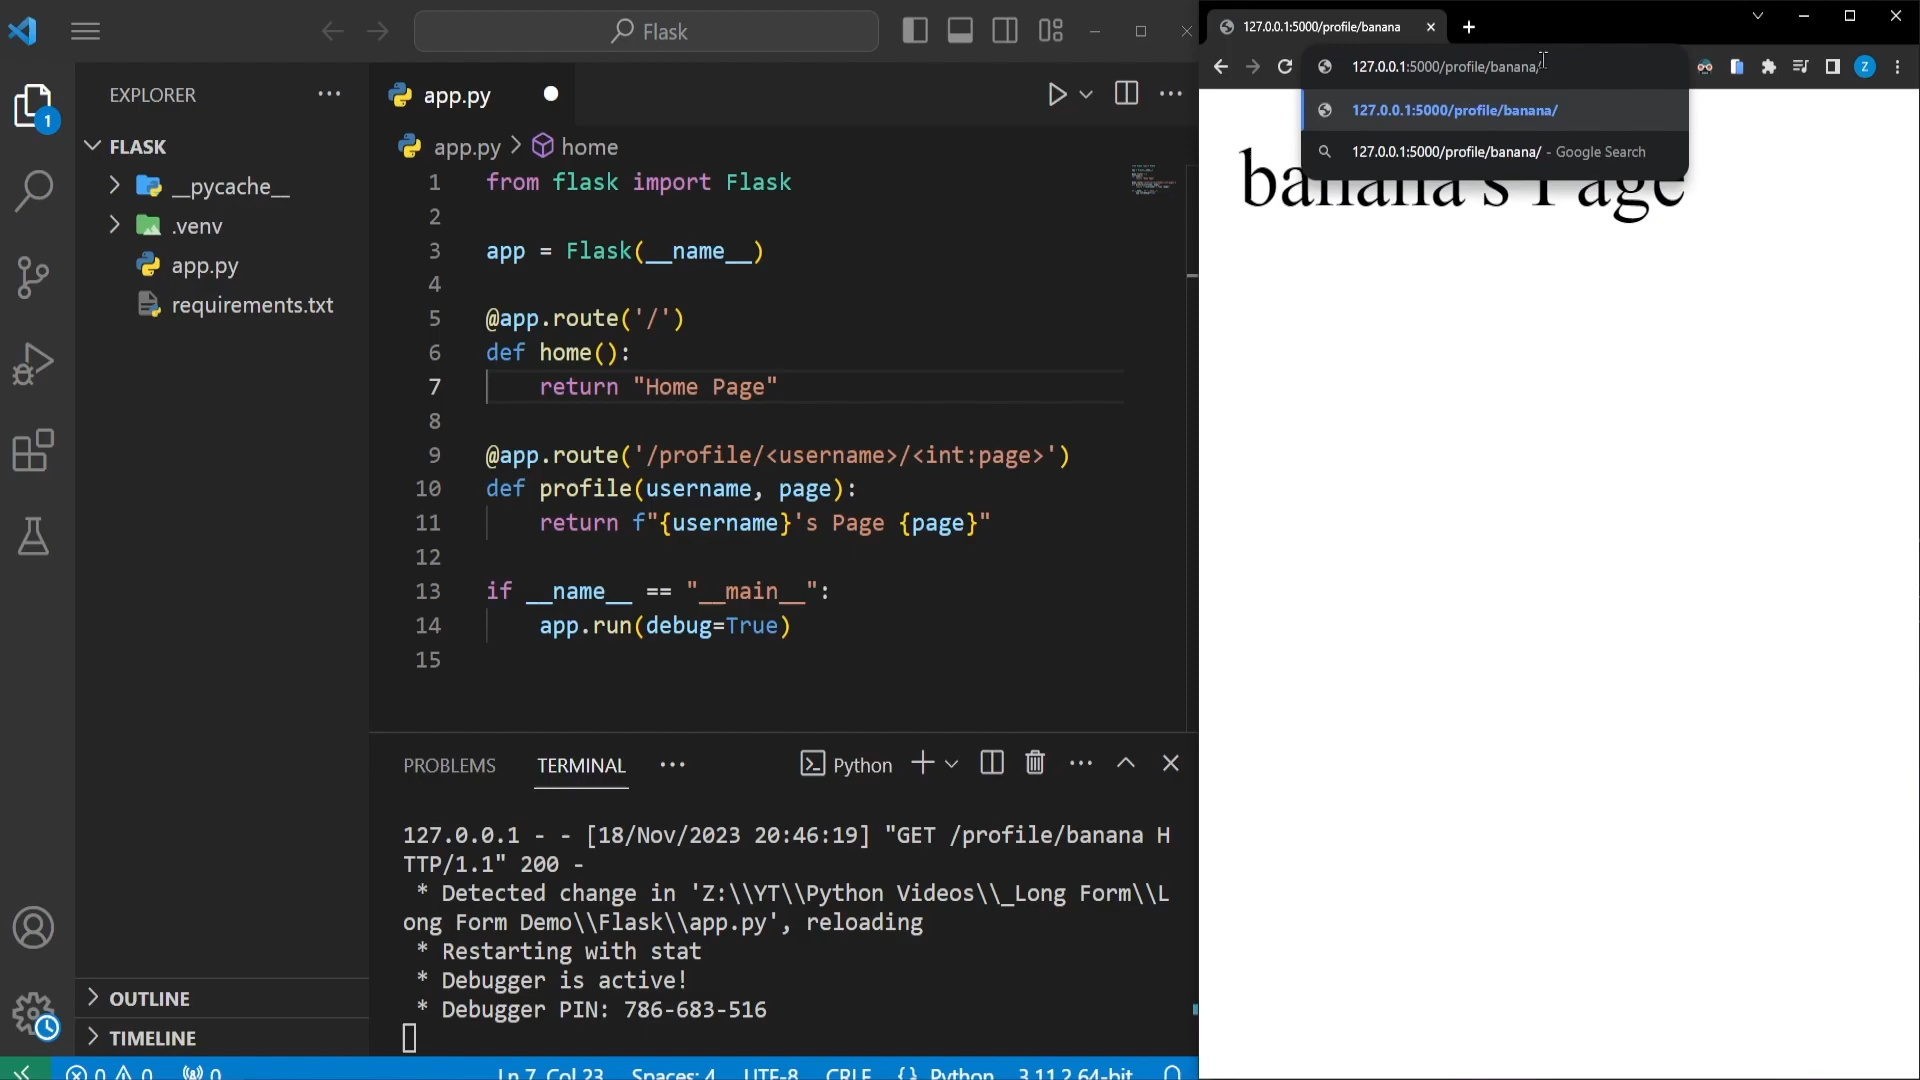 Flask
EXPLORER
1
FLASK
__pycache__
.venv
app.py
requirements.txt
OUTLINE
TIMELINE
app.py
app.py > home
1 from flask import Flask
2
3 app = Flask(__name__)
4
5 @app.route('/')
6 def home():
7 return "Home Page"
8
9 @app.route('/profile/<username>/<int:page>')
10 def profile(username, page):
11 return f"{username}'s Page {page}"
12
13 if __name__ == "__main__":
14 app.run(debug=True)
15
PROBLEMS TERMINAL
Python
127.0.0.1 - - [18/Nov/2023 20:46:19] "GET /profile/banana H
TTP/1.1" 200 -
* Detected change in 'Z:\\YT\\Python Videos\\_Long Form\\L
ong Form Demo\\Flask\\app.py', reloading
* Restarting with stat
* Debugger is active!
* Debugger PIN: 786-683-516
0 0 0 Ln 7, Col 23 Spaces: 4 UTF-8 CRLF {} Python 3.11.2 64-bit
127.0.0.1:5000/profile/banana
127.0.0.1:5000/profile/banana/
Z
127.0.0.1:5000/profile/banana/
127.0.0.1:5000/profile/banana/ - Google Search
banana's Page